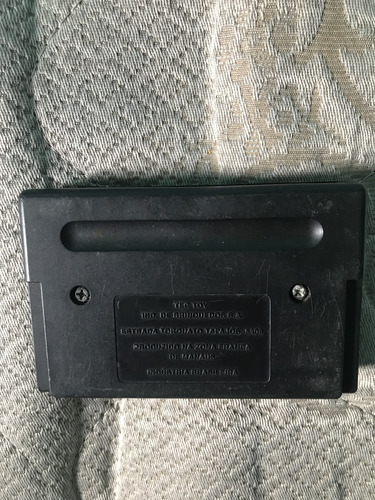 TEC TOY
IND. DE BRINQUEDOS S.A.
ESTRADA TORQUATO TAPAJÓS,
PRODUZIDO NA ZONA FRANCA
DE MANAUS
INDÚSTRIA BRASILEIRA